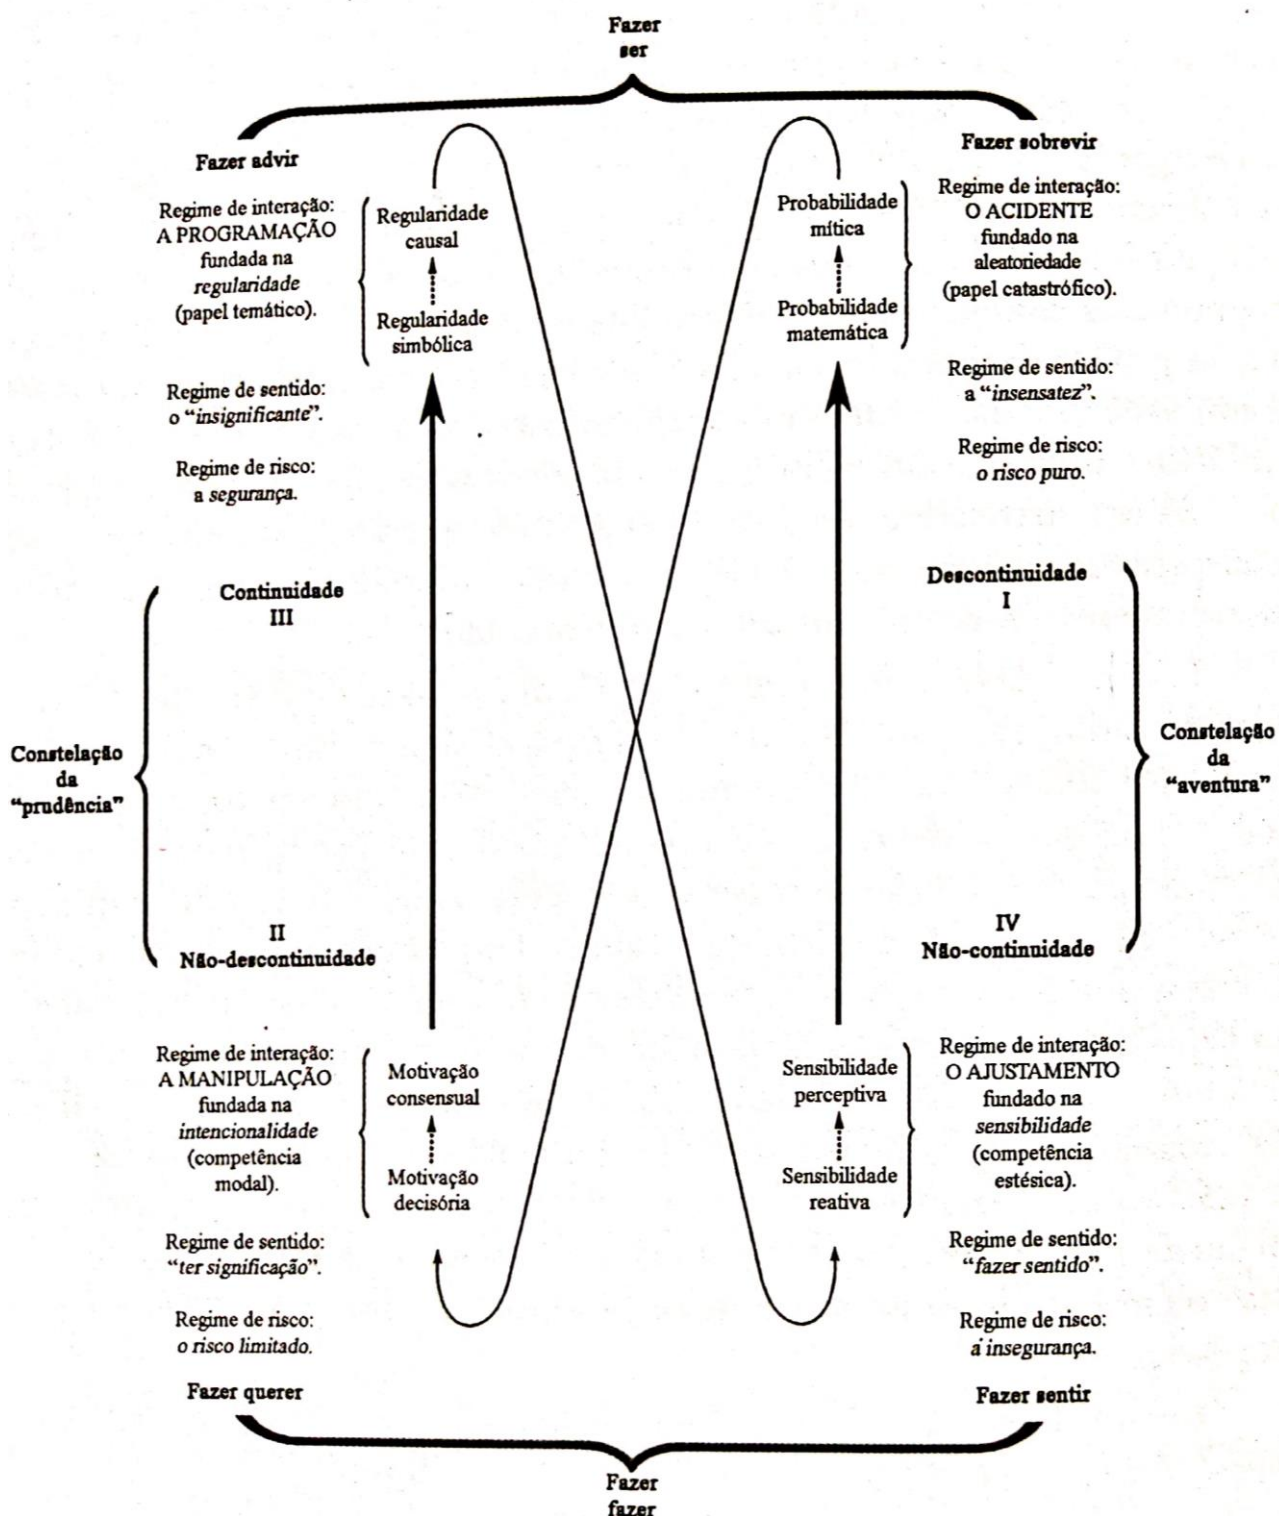 Fazer
ser
Fazer advir
Regime de interação:
A PROGRAMAÇÃO
fundada na
regularidade
(papel temático).
Regularidade
causal
Regularidade
simbólica
Regime de sentido:
o “insignificante”.
Regime de risco:
a segurança.
Fazer sobrevir
Probabilidade
mítica
Probabilidade
matemática
Regime de interação:
O ACIDENTE
fundado na
aleatoriedade
(papel catastrófico).
Regime de sentido:
a “insensatez”.
Regime de risco:
o risco puro.
Continuidade
III
Descontinuidade
I
Constelação
da
“prudência”
Constelação
da
“aventura”
II
Não-descontinuidade
IV
Não-continuidade
Regime de interação:
A MANIPULAÇÃO
fundada na
intencionalidade
(competência
modal).
Motivação
consensual
Motivação
decisória
Regime de sentido:
“ter significação”.
Regime de risco:
o risco limitado.
Fazer querer
Sensibilidade
perceptiva
Sensibilidade
reativa
Regime de interação:
O AJUSTAMENTO
fundado na
sensibilidade
(competência
estésica).
Regime de sentido:
“fazer sentido”.
Regime de risco:
a insegurança.
Fazer sentir
Fazer
fazer